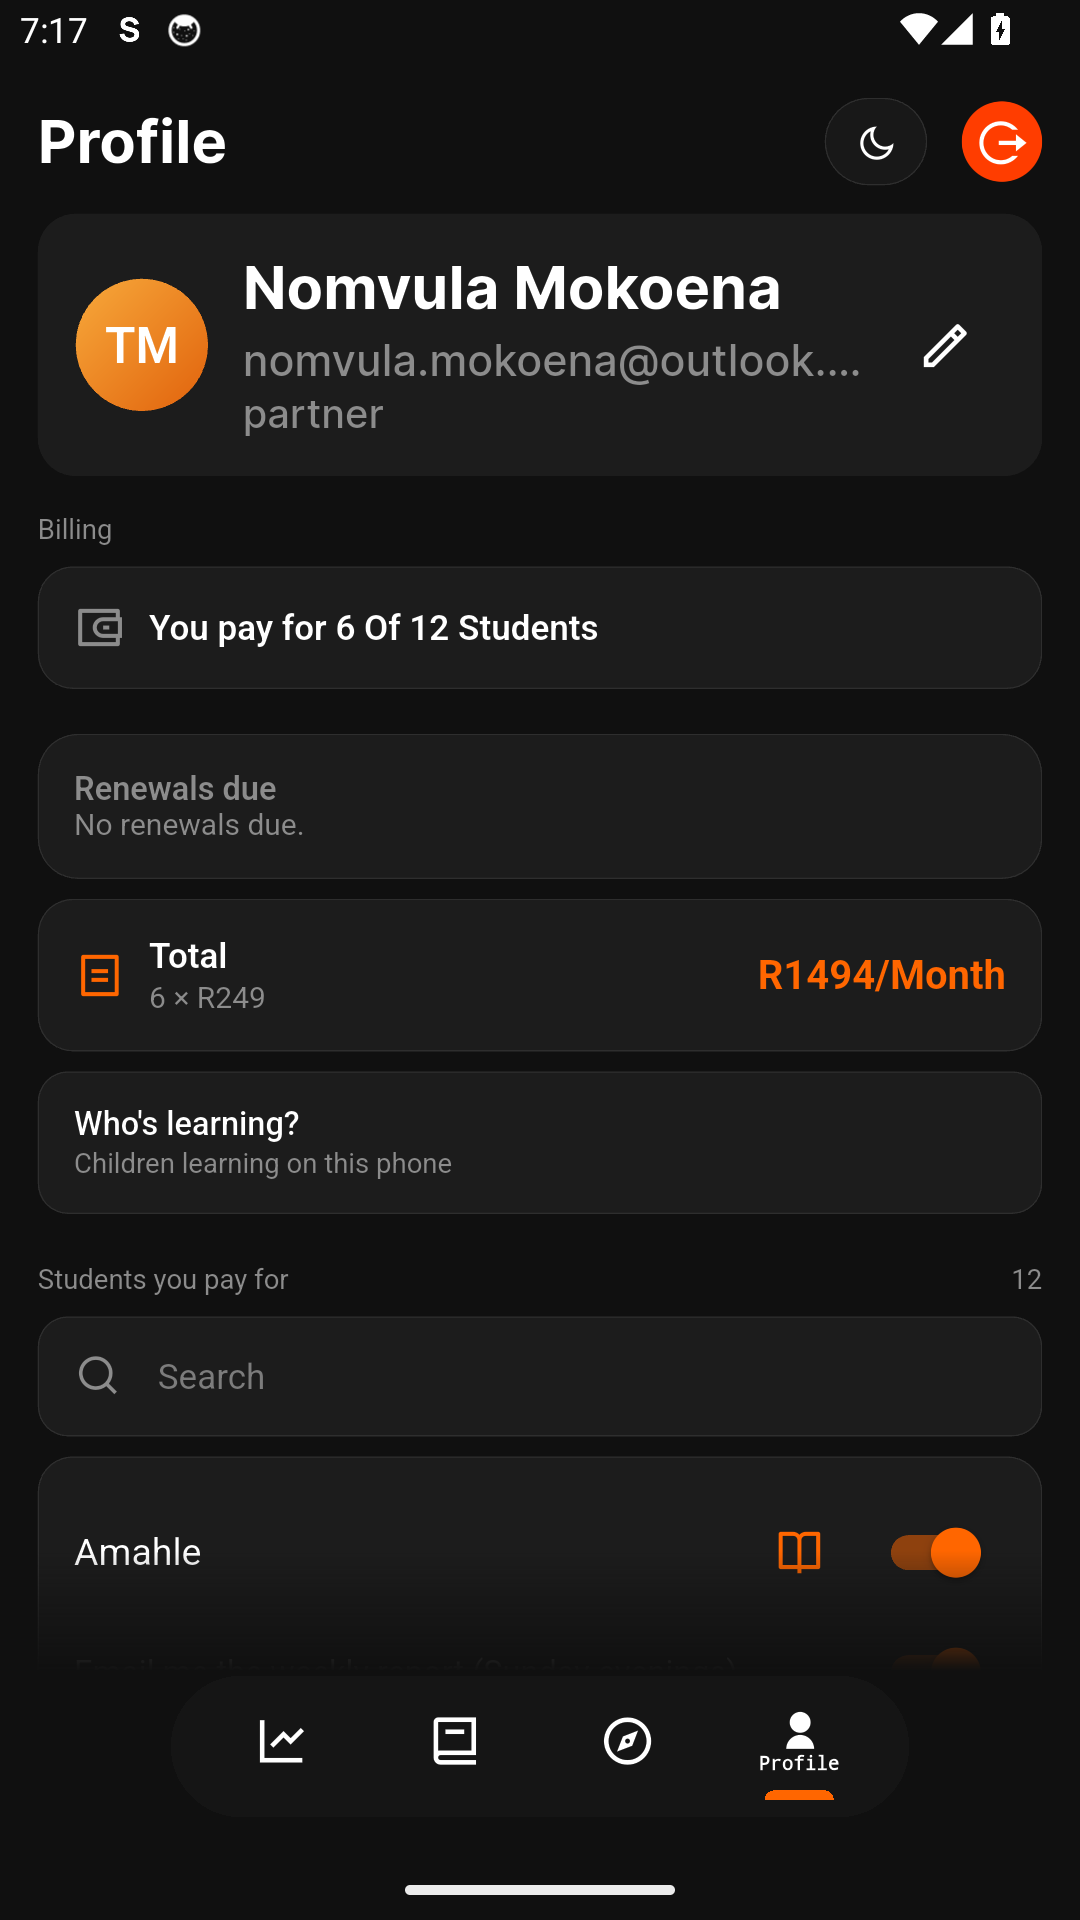 7:17 S
Profile
TM
Nomvula Mokoena
nomvula.mokoena@outlook....
partner
Billing
You pay for 6 Of 12 Students
Renewals due
No renewals due.
Total
6 × R249
R1494/Month
Who's learning?
Children learning on this phone
Students you pay for
12
Search
Amahle
Profile